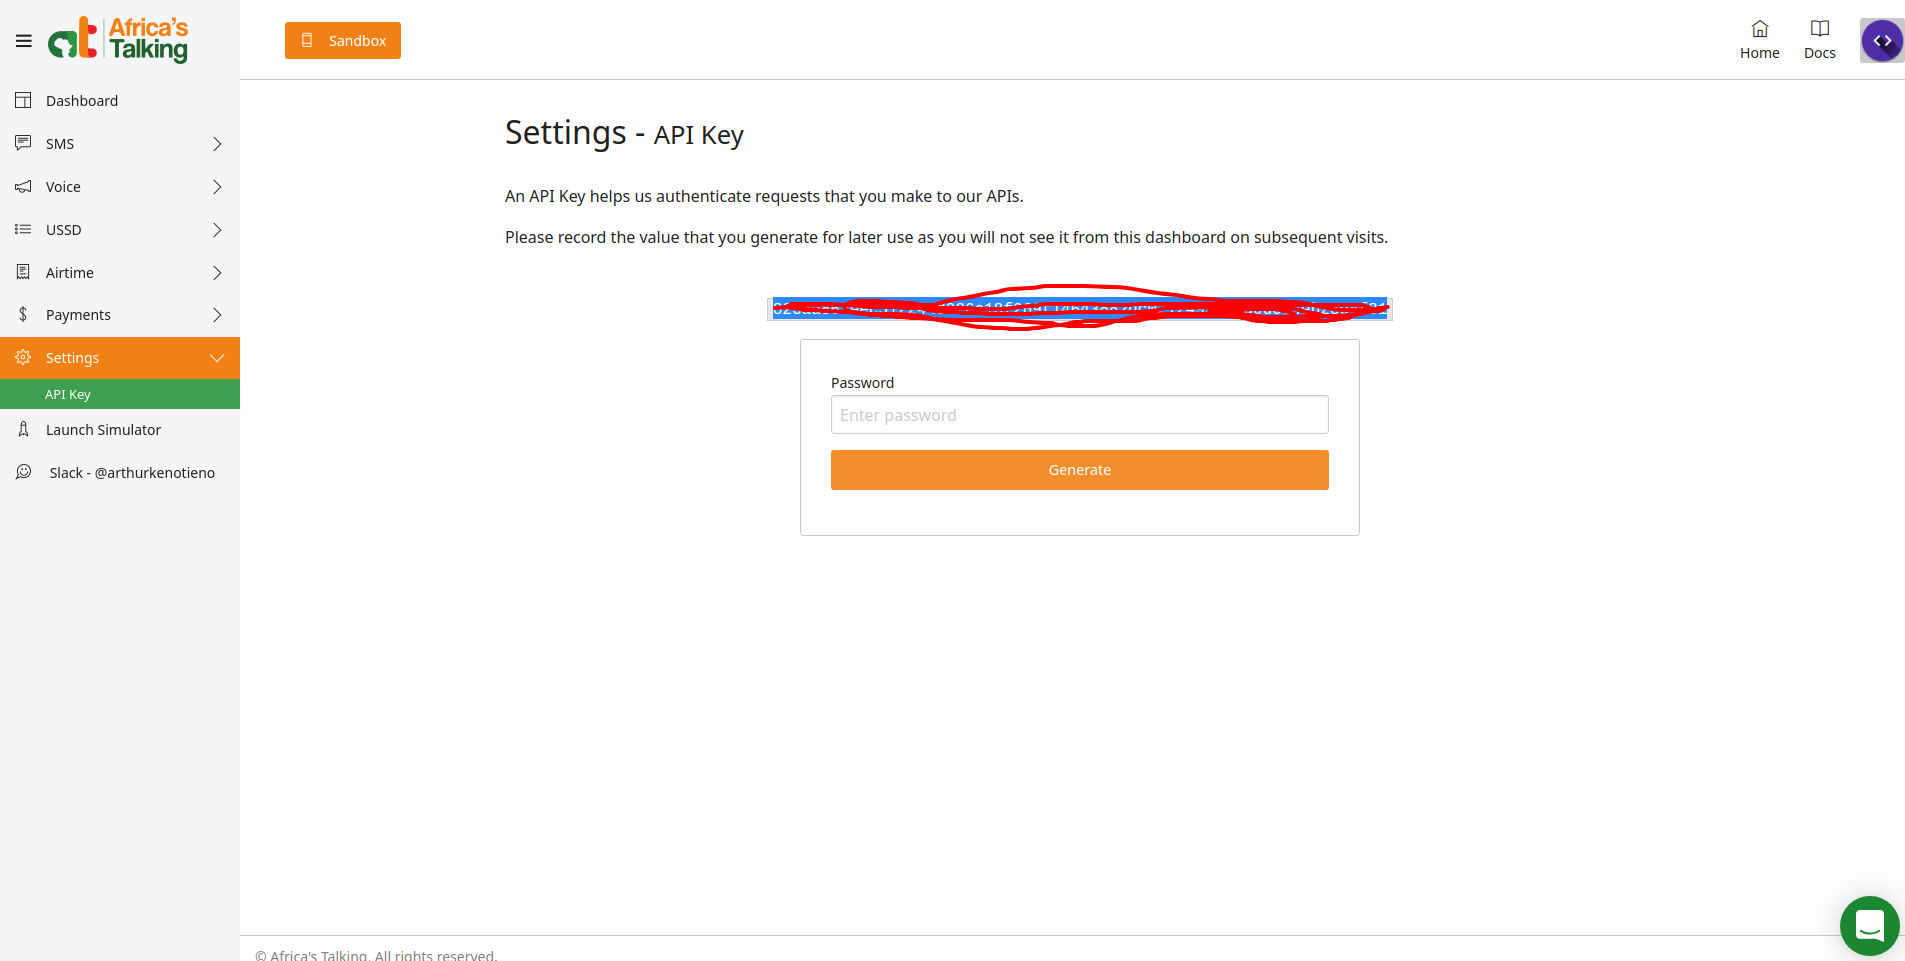 Africa's
Talking
Sandbox
Home
Docs
Dashboard
SMS
Voice
USSD
Airtime
Payments
Settings
API Key
Launch Simulator
Slack - @arthurkenotieno
Settings - API Key
An API Key helps us authenticate requests that you make to our APIs.
Please record the value that you generate for later use as you will not see it from this dashboard on subsequent visits.
Password
Enter password
Generate
© Africa's Talking. All rights reserved.